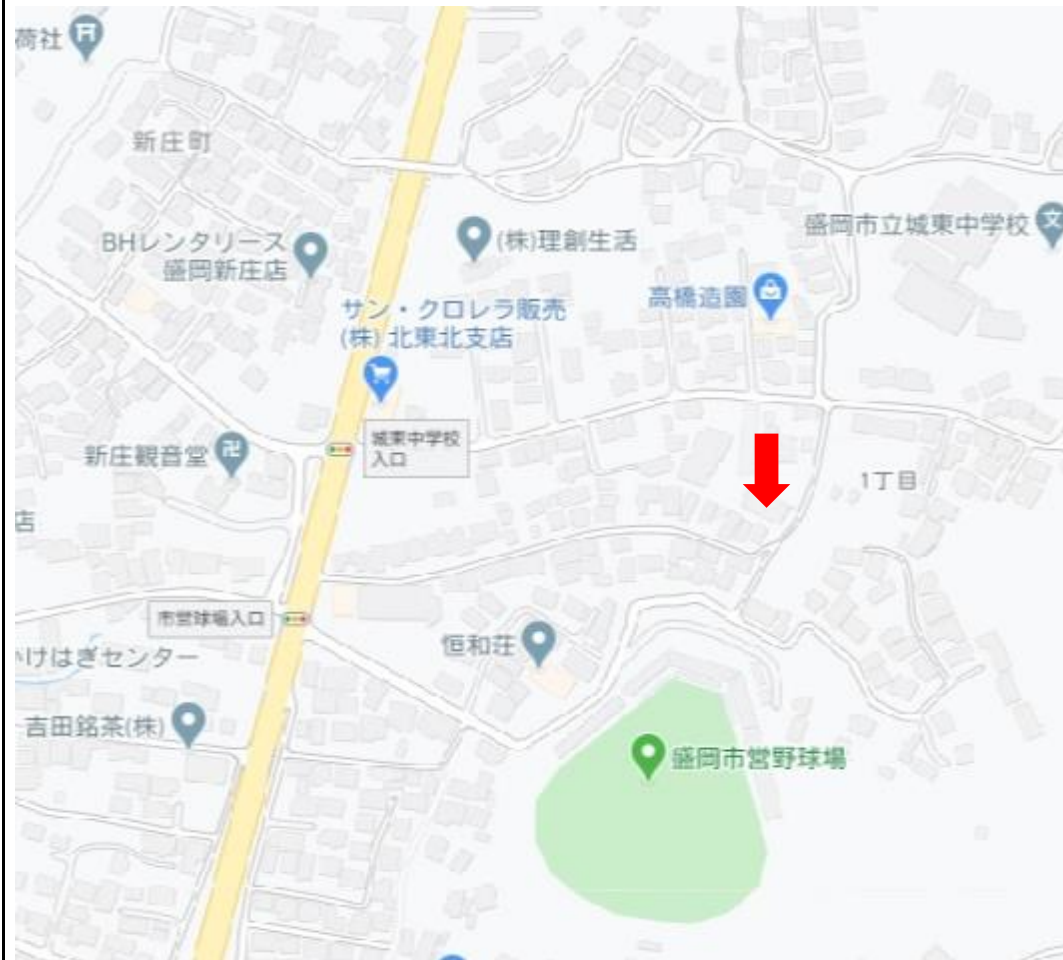 荷社
新庄町
盛岡市立城東中学校
BHレンタリース
盛岡新庄店
(株)理創生活
高橋造園
サン・クロレラ販売
(株) 北東北支店
城東中学校
入口
新庄観音堂
1丁目
店
市営球場入口
恒和荘
けはぎセンター
吉田銘茶(株)
盛岡市営野球場